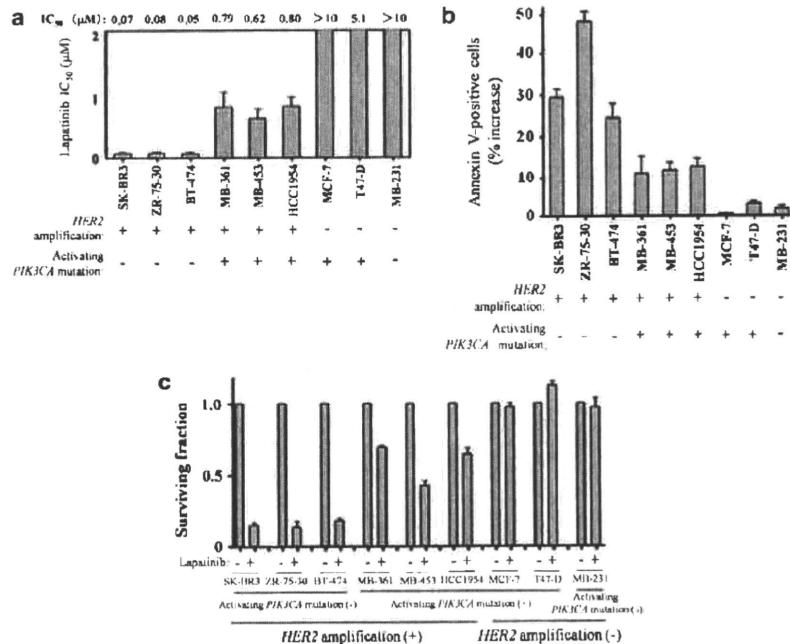 a
IC₅₀ (μM): 0.07 0.08 0.05 0.79 0.62 0.80 >10 5.1 >10
Lapatinib IC₅₀ (μM)
2
1
0
SK-BR3 ZR-75-30 BT-474 MB-361 MB-453 HCC1954 MCF-7 T47-D MB-231
HER2 amplification: + + + + + + - - -
Activating PIK3CA mutation: - - - + + + + + -
b
Annexin V-positive cells (% increase)
50
40
30
20
10
0
SK-BR3 ZR-75-30 BT-474 MB-361 MB-453 HCC1954 MCF-7 T47-D MB-231
HER2 amplification: + + + + + + - - -
Activating PIK3CA mutation: - - - + + + + + -
c
Surviving fraction
1.0
0.5
0
Lapatinib: - + - + - + - + - + - + - + - + - +
SK-BR3 ZR-75-30 BT-474 MB-361 MB-453 HCC1954 MCF-7 T47-D MB-231
Activating PIK3CA mutation (-) Activating PIK3CA mutation (+) Activating PIK3CA mutation (-)
HER2 amplification (+) HER2 amplification (-)